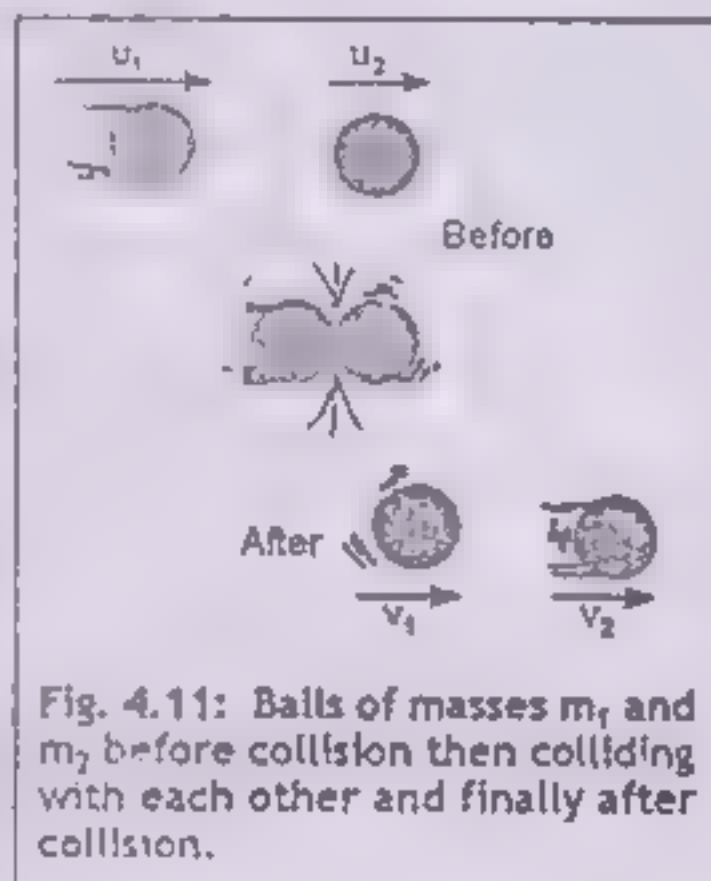 u₁ u₂
Before
After
v₁ v₂
Fig. 4.11: Balls of masses m₁ and
m₂ before collision then colliding
with each other and finally after
collision.